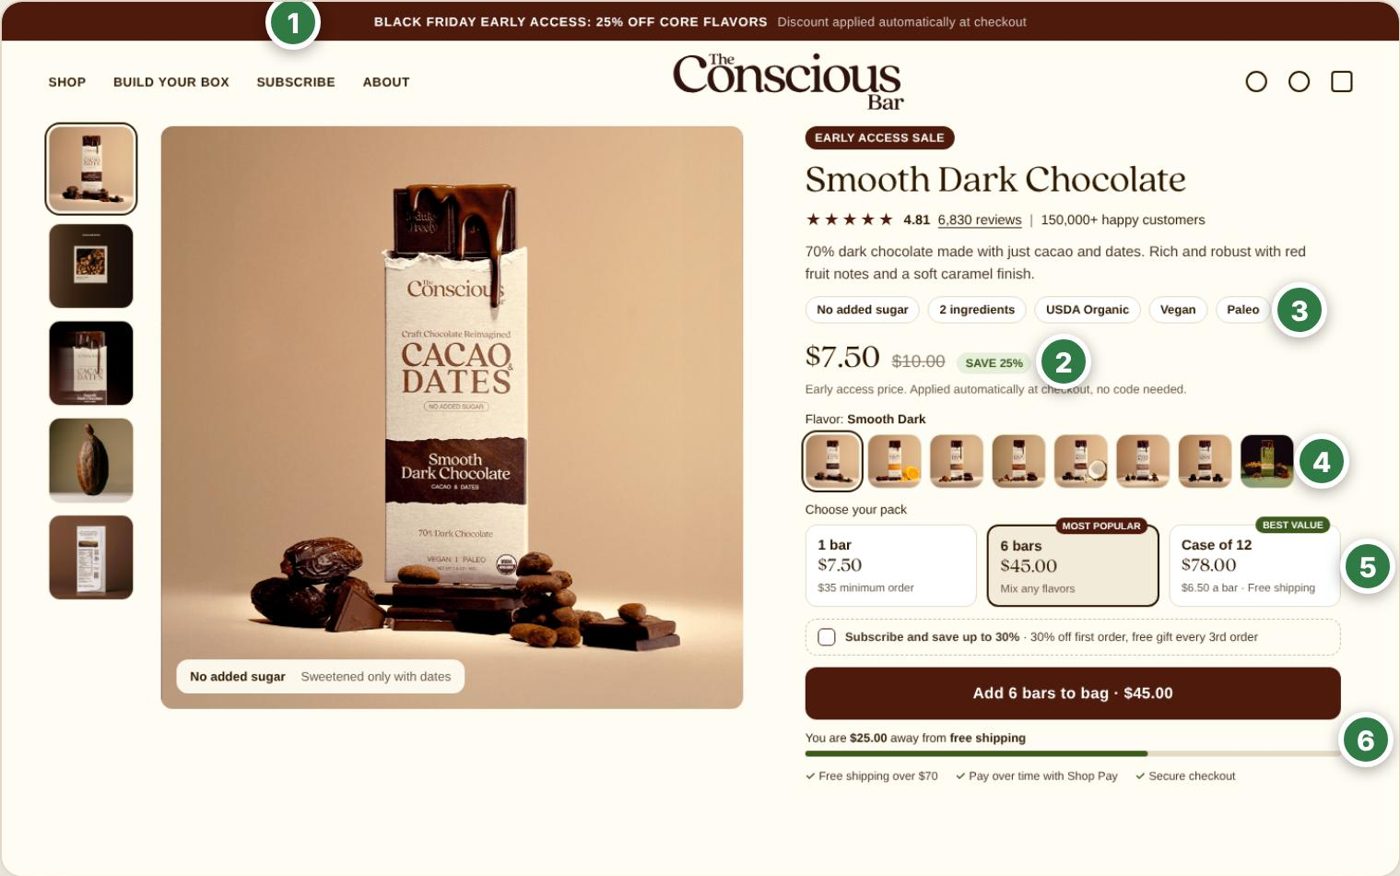 1
BLACK FRIDAY EARLY ACCESS: 25% OFF CORE FLAVORS Discount applied automatically at checkout
SHOP BUILD YOUR BOX SUBSCRIBE ABOUT
The
Conscious
Bar
EARLY ACCESS SALE
Smooth Dark Chocolate
★★★★★ 4.81 6,830 reviews | 150,000+ happy customers
70% dark chocolate made with just cacao and dates. Rich and robust with red
fruit notes and a soft caramel finish.
No added sugar 2 ingredients USDA Organic Vegan Paleo 3
$7.50 $10.00 SAVE 25% 2
Early access price. Applied automatically at checkout, no code needed.
Flavor: Smooth Dark
4
Choose your pack
MOST POPULAR
BEST VALUE
1 bar
$7.50
$35 minimum order
6 bars
$45.00
Mix any flavors
Case of 12
$78.00
$6.50 a bar · Free shipping
5
Subscribe and save up to 30% · 30% off first order, free gift every 3rd order
Add 6 bars to bag · $45.00
You are $25.00 away from free shipping
6
✓ Free shipping over $70 ✓ Pay over time with Shop Pay ✓ Secure checkout
The
Conscious
Craft Chocolate Reimagined
CACAO
&
DATES
NO ADDED SUGAR
Smooth
Dark Chocolate
CACAO & DATES
70% Dark Chocolate
VEGAN | PALEO
No added sugar Sweetened only with dates